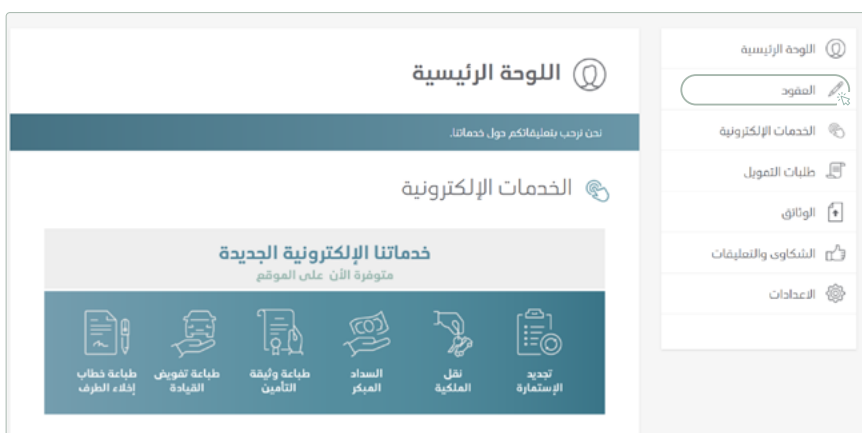 اللوحة الرئيسية
العقود
الخدمات الإلكترونية
طلبات التمويل
الوثائق
الشكاوى والتعليقات
الاعدادات
اللوحة الرئيسية
نحن نرحب بتعليقاتكم حول خدماتنا.
الخدمات الإلكترونية
خدماتنا الإلكترونية الجديدة
متوفرة الأن على الموقع
تجديد
الإستمارة
نقل
الملكية
السداد
المبكر
طباعة وثيقة
التأمين
طباعة تفويض
القيادة
طباعة خطاب
إخلاء الطرف